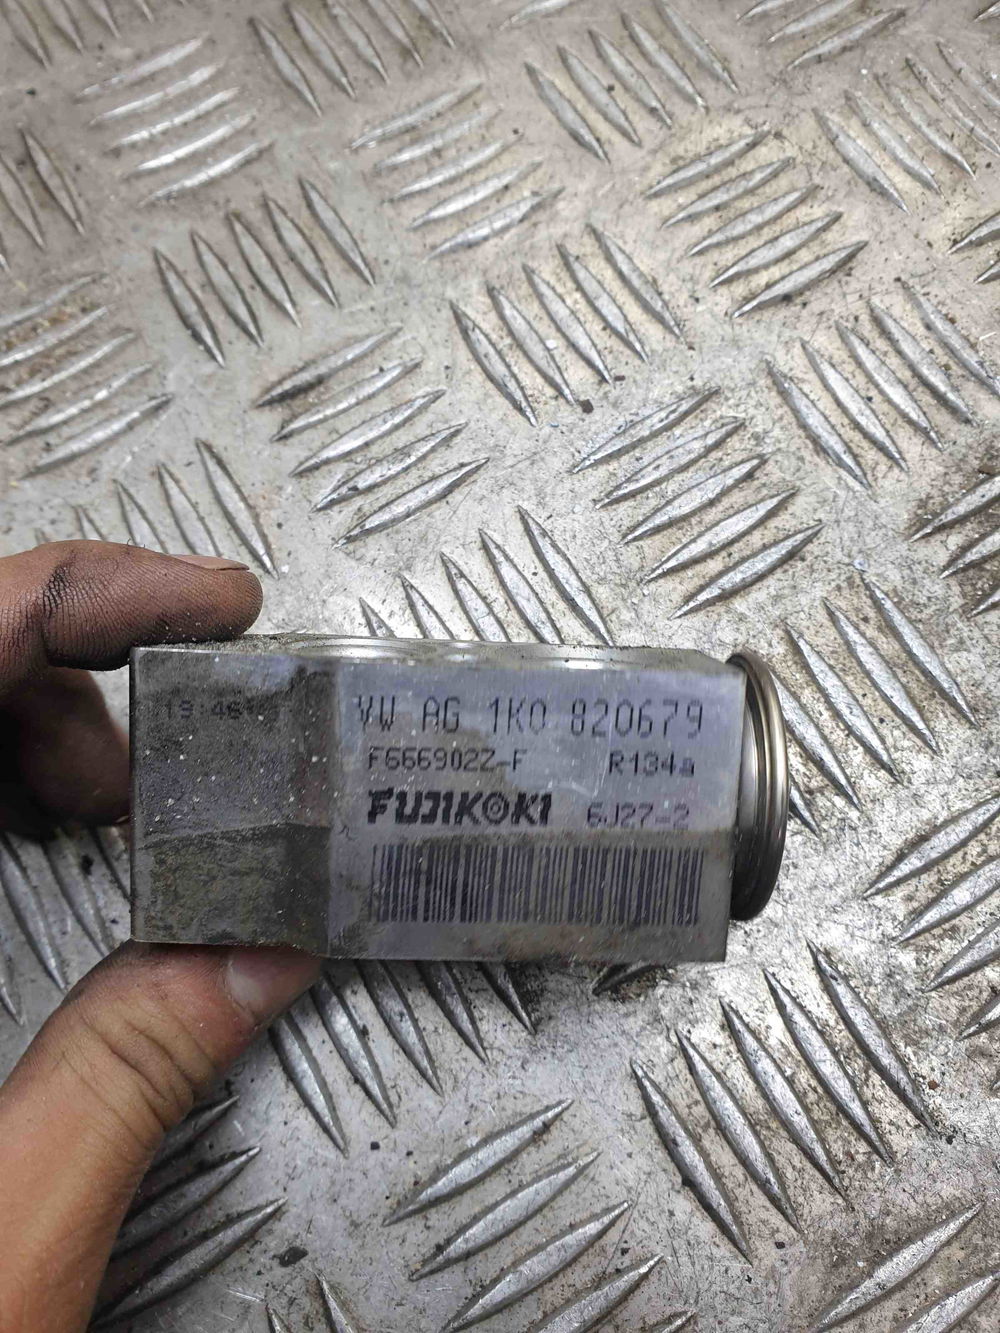 VW AG 1K0 820679
F666902Z-F R134a
FUJIKOKI 6J27-2